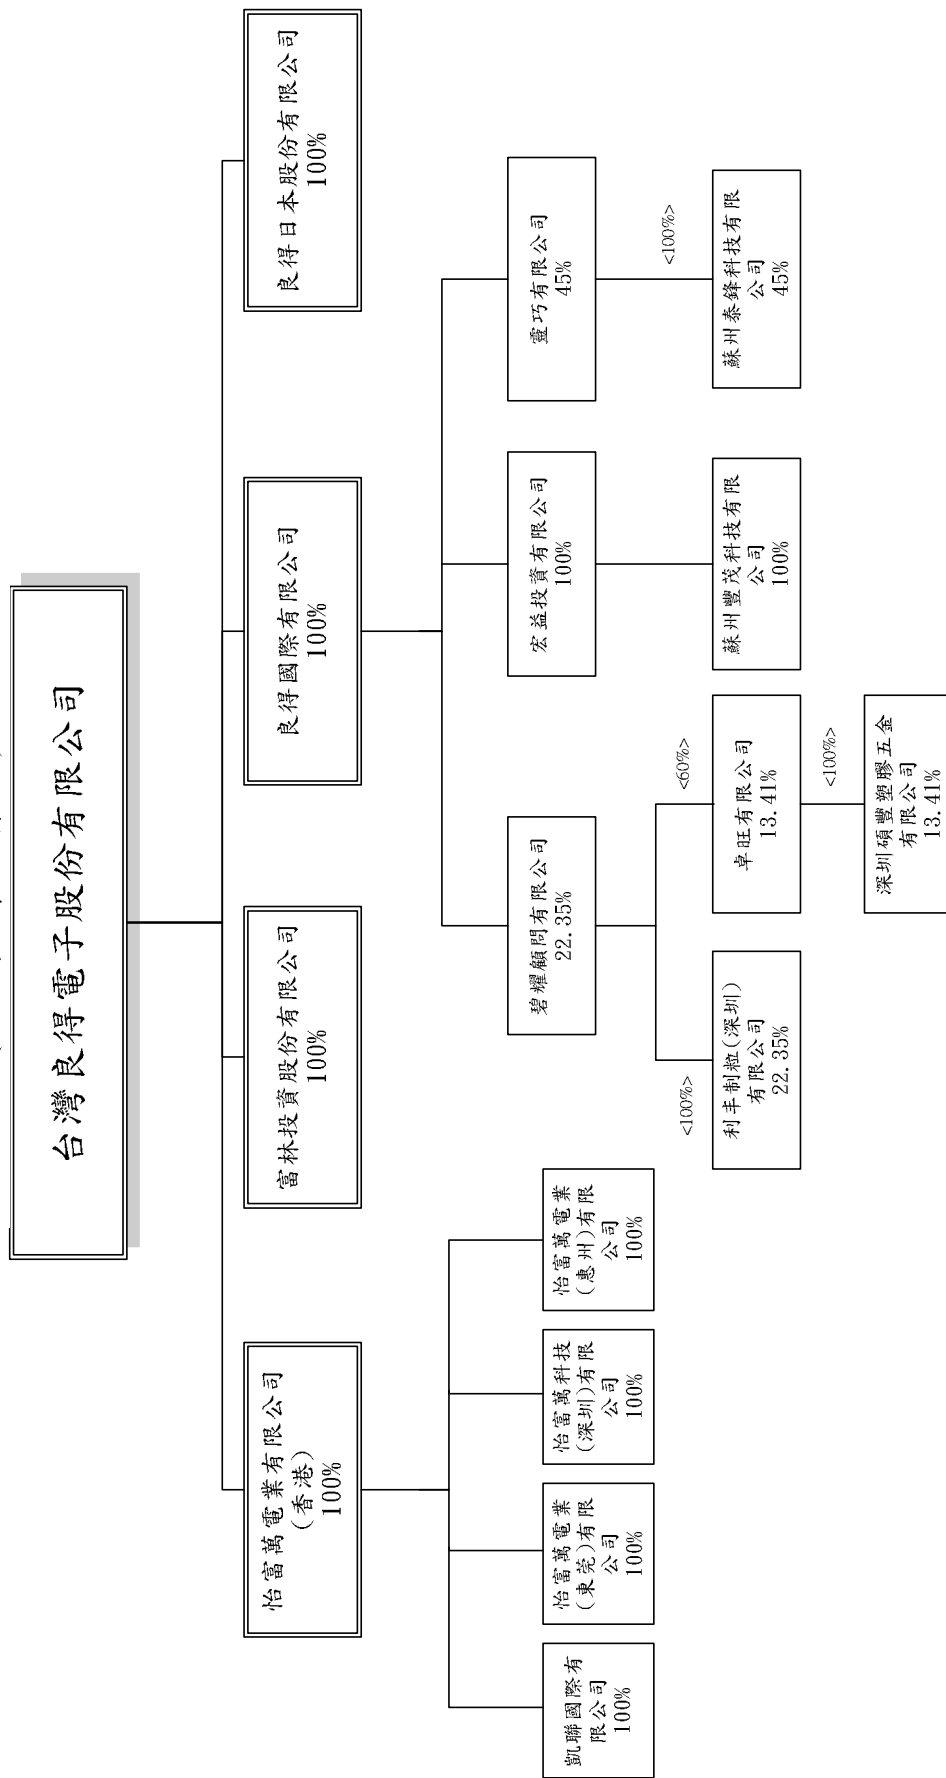 台灣良得電子股份有限公司
怡富萬電業有限公司
(香港)
100%
富林投資股份有限公司
100%
良得國際有限公司
100%
良得日本股份有限公司
100%
凱聯國際有
限公司
100%
怡富萬電業
(東莞)有限
公司
100%
怡富萬科技
(深圳)有限
公司
100%
怡富萬電業
(惠州)有限
公司
100%
碧耀顧問有限公司
22.35%
宏益投資有限公司
100%
靈巧有限公司
45%
<100%>
<60%>
<100%>
利丰制粒(深圳)
有限公司
22.35%
卓旺有限公司
13.41%
蘇州豐茂科技有限
公司
100%
蘇州泰鋒科技有限
公司
45%
<100%>
深圳碩豐塑膠五金
有限公司
13.41%